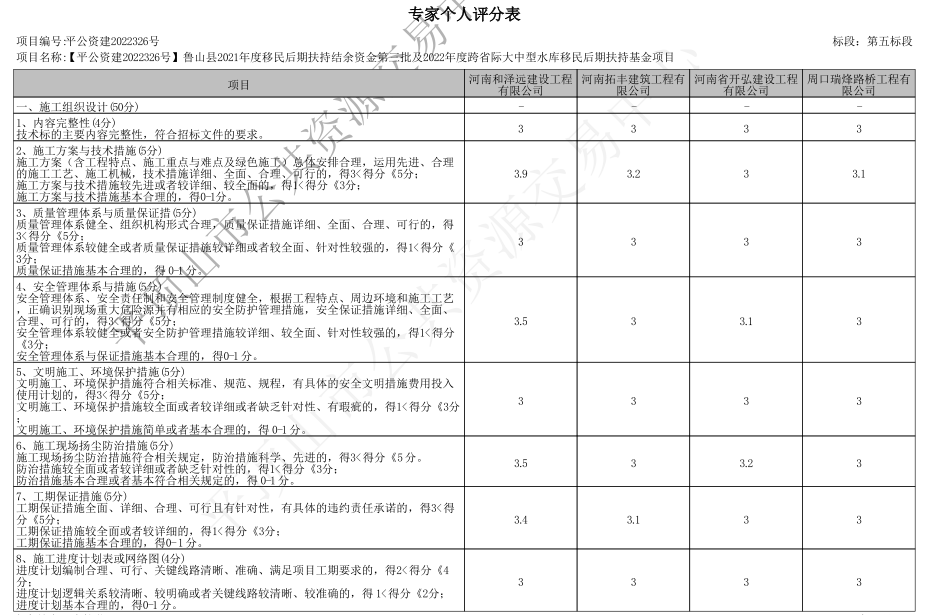 专家个人评分表
项目编号:平公资建2022326号
标段: 第五标段
项目名称:【平公资建2022326号】鲁山县2021年度移民后期扶持结余资金第二批及2022年度跨省际大中型水库移民后期扶持基金项目
项目
河南和泽远建设工程有限公司
河南拓丰建筑工程有限公司
河南省开弘建设工程有限公司
周口瑞烽路桥工程有限公司
一、施工组织设计(50分)
— — — —
1、内容完整性(4分)
技术标的主要内容完整性，符合招标文件的要求。
3 3 3 3
2、施工方案与技术措施(5分)
施工方案（含工程特点、施工重点与难点及绿色施工）总体安排合理，运用先进、合理
的施工工艺、施工机械，技术措施详细、全面、合理、可行的，得3<得分《5分；
施工方案与技术措施较先进或者较详细、较全面的，得1<得分《3分；
施工方案与技术措施基本合理的，得0-1分。
3.9 3.2 3 3.1
3、质量管理体系与质量保证措(5分)
质量管理体系健全、组织机构形式合理，质量保证措施详细、全面、合理、可行的，得
3<得分《5分；
质量管理体系较健全或者质量保证措施较详细或者较全面、针对性较强的，得1<得分《
3分；
质量保证措施基本合理的，得 0-1分。
3 3 3 3
4、安全管理体系与措施(5分)
安全管理体系、安全责任制和安全管理制度健全，根据工程特点、周边环境和施工工艺
，正确识别现场重大危险源并有相应的安全防护管理措施，安全保证措施详细、全面、
合理、可行的，得3<得分《5分；
安全管理体系较健全或者安全防护管理措施较详细、较全面、针对性较强的，得1<得分
《3分；
安全管理体系与保证措施基本合理的，得0-1 分。
3.5 3 3.1 3
5、文明施工、环境保护措施(5分)
文明施工、环境保护措施符合相关标准、规范、规程，有具体的安全文明措施费用投入
使用计划的，得3<得分《5分；
文明施工、环境保护措施较全面或者较详细或者缺乏针对性、有瑕疵的，得1<得分《3分
；
文明施工、环境保护措施简单或者基本合理的，得 0-1分。
3 3 3 3
6、施工现场扬尘防治措施(5分)
施工现场扬尘防治措施符合相关规定，防治措施科学、先进的，得3<得分《5 分。
防治措施较全面或者较详细或者缺乏针对性的，得1<得分《3分；
防治措施基本合理或者基本符合相关规定的，得 0-1分。
3.5 3 3.2 3
7、工期保证措施(5分)
工期保证措施全面、详细、合理、可行且有针对性，有具体的违约责任承诺的，得3<得
分《5分；
工期保证措施较全面或者较详细的，得1<得分《3分；
工期保证措施基本合理的，得0-1 分。
3.4 3.1 3 3
8、施工进度计划表或网络图(4分)
进度计划编制合理、可行、关键线路清晰、准确、满足项目工期要求的，得2<得分《4
分；
进度计划逻辑关系较清晰、较明确或者关键线路较清晰、较准确的，得 1<得分《2分；
进度计划基本合理的，得0-1 分。
3 3 3 3
平顶山市公共资源交易中心
平顶山市公共资源交易中心